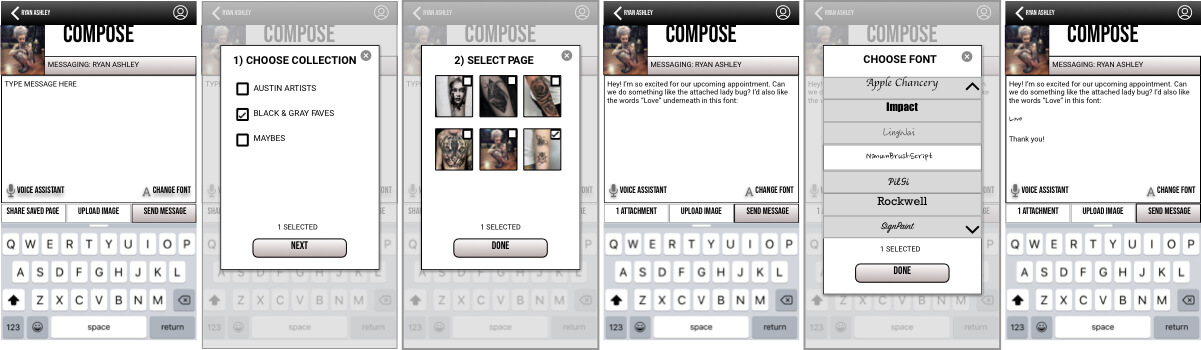 RYAN ASHLEY
COMPOSE
MESSAGING: RYAN ASHLEY
TYPE MESSAGE HERE
VOICE ASSISTANT
CHANGE FONT
SHARE SAVED PAGE
UPLOAD IMAGE
SEND MESSAGE
Q W E R T Y U I O P
A S D F G H J K L
Z X C V B N M
123
space
return
RYAN ASHLEY
COMPOSE
1) CHOOSE COLLECTION
AUSTIN ARTISTS
BLACK & GRAY FAVES
MAYBES
1 SELECTED
NEXT
A S D F G H J K L
Z X C V B N M
123
space
return
2) SELECT PAGE
1 SELECTED
DONE
Z X C V B N M
123
space
return
RYAN ASHLEY
COMPOSE
MESSAGING: RYAN ASHLEY
Hey! I'm so excited for our upcoming appointment. Can
we do something like the attached lady bug? I'd also like
the words "Love" underneath in this font:
VOICE ASSISTANT
CHANGE FONT
1 ATTACHMENT
UPLOAD IMAGE
SEND MESSAGE
Q W E R T Y U I O P
A S D F G H J K L
Z X C V B N M
123
space
return
RYAN ASHLEY
COMPOSE
CHOOSE FONT
Apple Chancery
Impact
LingWai
NanumBrushScript
PilGi
Rockwell
SignPaint
1 SELECTED
DONE
Z X C V B N M
123
space
return
RYAN ASHLEY
COMPOSE
MESSAGING: RYAN ASHLEY
Hey! I'm so excited for our upcoming appointment. Can
we do something like the attached lady bug? I'd also like
the words "Love" underneath in this font:
Love
Thank you!
VOICE ASSISTANT
CHANGE FONT
1 ATTACHMENT
UPLOAD IMAGE
SEND MESSAGE
Q W E R T Y U I O P
A S D F G H J K L
Z X C V B N M
123
space
return